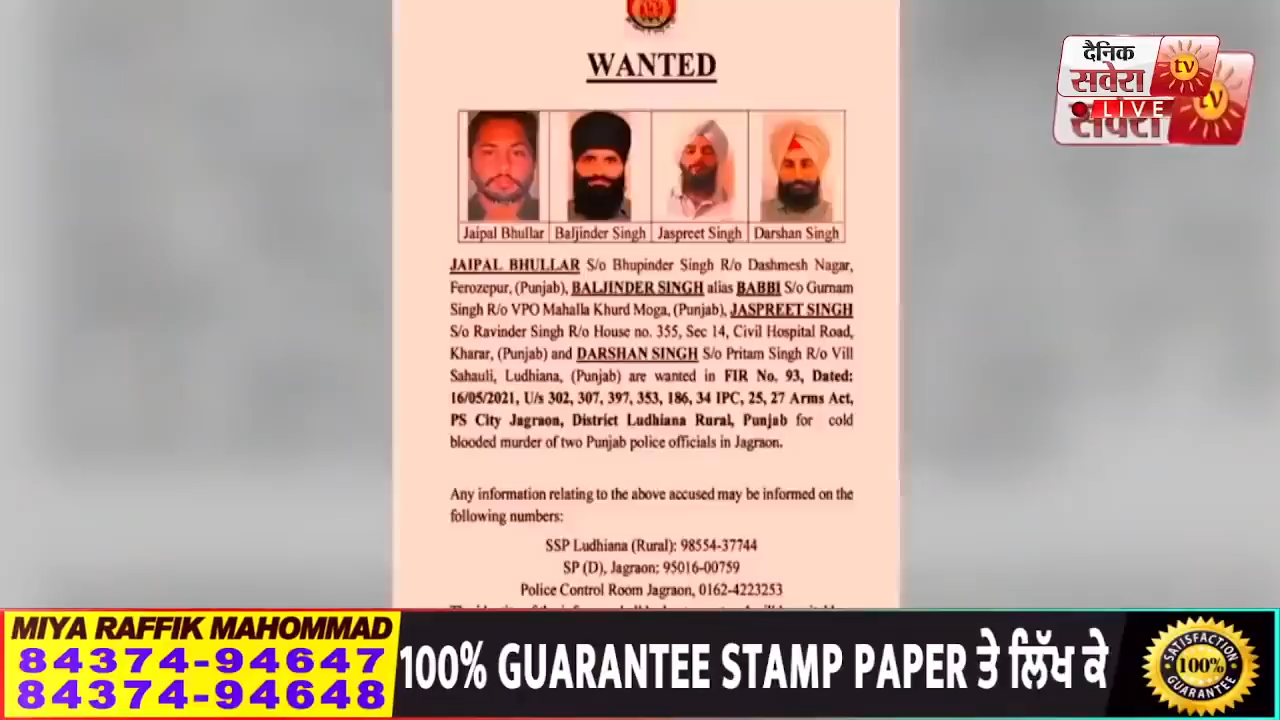 WANTED
दैनिक
सवेरा
tv
LIVE
सवेरा
tv
Jaipal Bhullar Baljinder Singh Jaspreet Singh Darshan Singh
JAIPAL BHULLAR S/o Bhupinder Singh R/o Dashmesh Nagar,
Ferozepur, (Punjab), BALJINDER SINGH alias BABBI S/o Gurnam
Singh R/o VPO Mahalla Khurd Moga, (Punjab), JASPREET SINGH
S/o Ravinder Singh R/o House no. 355, Sec 14, Civil Hospital Road,
Kharar, (Punjab) and DARSHAN SINGH S/o Pritam Singh R/o Vill
Sahauli, Ludhiana, (Punjab) are wanted in FIR No. 93, Dated:
16/05/2021, U/s 302, 307, 397, 353, 186, 34 IPC, 25, 27 Arms Act,
PS City Jagraon, District Ludhiana Rural, Punjab for cold
blooded murder of two Punjab police officials in Jagraon.
Any information relating to the above accused may be informed on the
following numbers:
SSP Ludhiana (Rural): 98554-37744
SP (D), Jagraon: 95016-00759
Police Control Room Jagraon, 0162-4223253
MIYA RAFFIK MAHOMMAD
84374-94647
84374-94648
100% GUARANTEE STAMP PAPER ਤੇ ਲਿੱਖ ਕੇ
SATISFACTION
100%
GUARANTEE